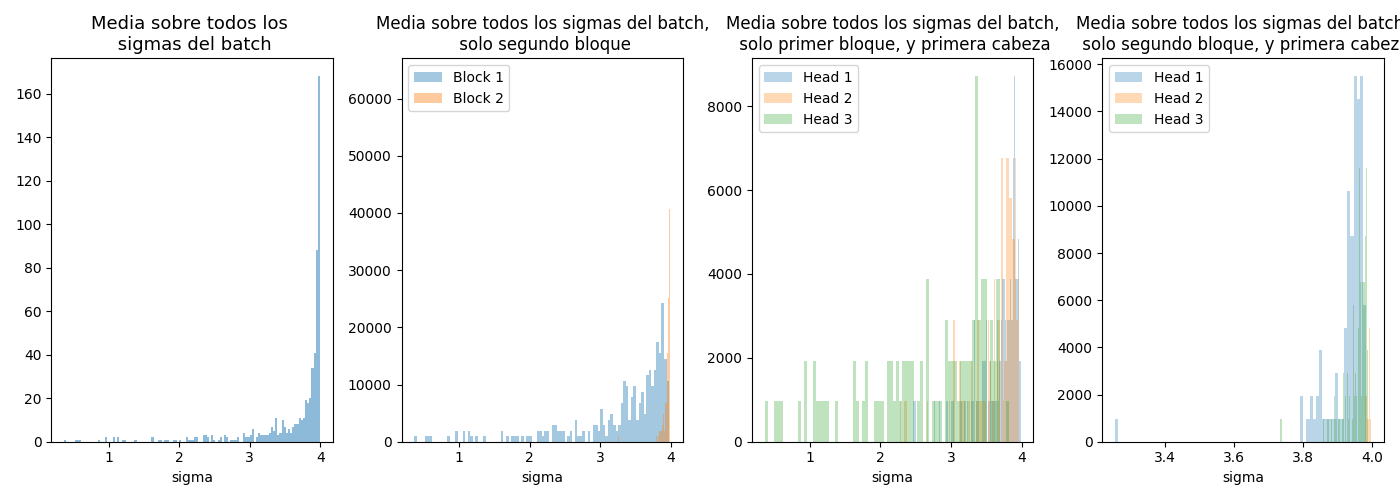 Media sobre todos los
sigmas del batch
160
140
120
100
80
60
40
20
0
1
2
3
4
sigma
Media sobre todos los sigmas del batch,
solo segundo bloque
Block 1
Block 2
60000
50000
40000
30000
20000
10000
0
1
2
3
4
sigma
Media sobre todos los sigmas del batch,
solo primer bloque, y primera cabeza
Head 1
Head 2
Head 3
8000
6000
4000
2000
0
1
2
3
4
sigma
Media sobre todos los sigmas del batch
solo segundo bloque, y primera cabez
Head 1
Head 2
Head 3
16000
14000
12000
10000
8000
6000
4000
2000
0
3.4
3.6
3.8
4.0
sigma